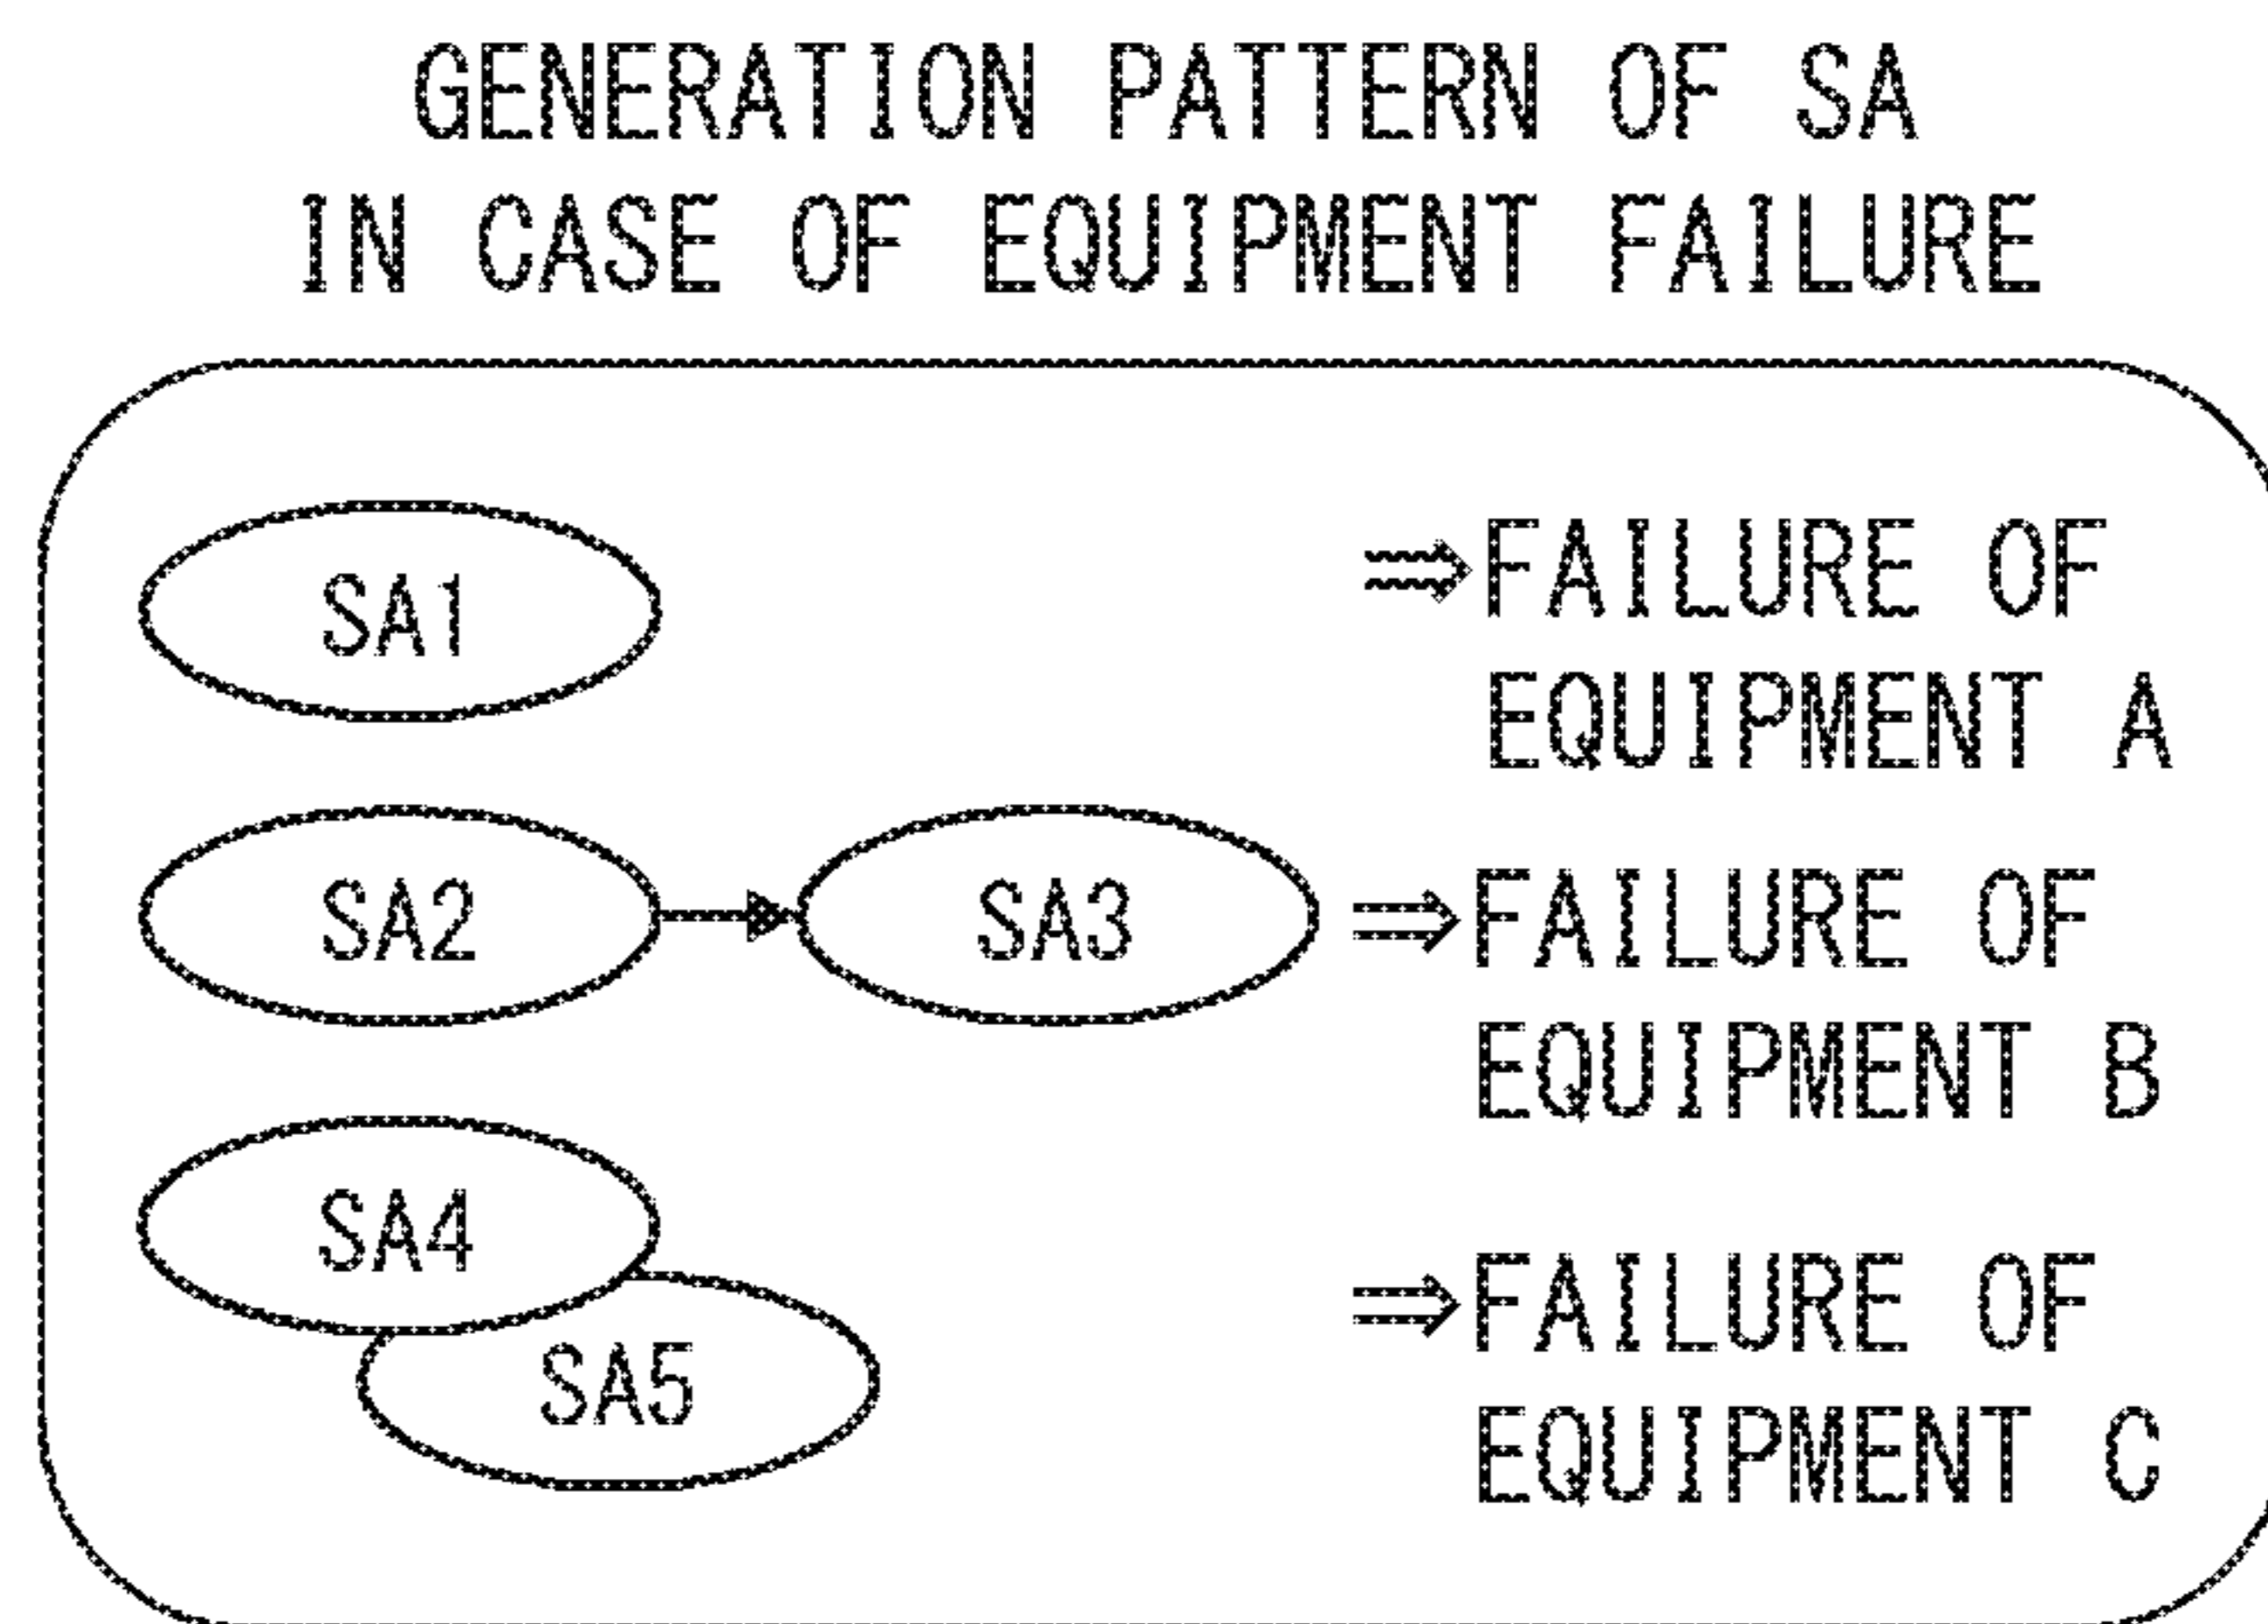 GENERATION PATTERN OF SA
IN CASE OF EQUIPMENT FAILURE
SA1
⇒FAILURE OF
EQUIPMENT A
SA2
SA3
⇒FAILURE OF
EQUIPMENT B
SA4
SA5
⇒FAILURE OF
EQUIPMENT C